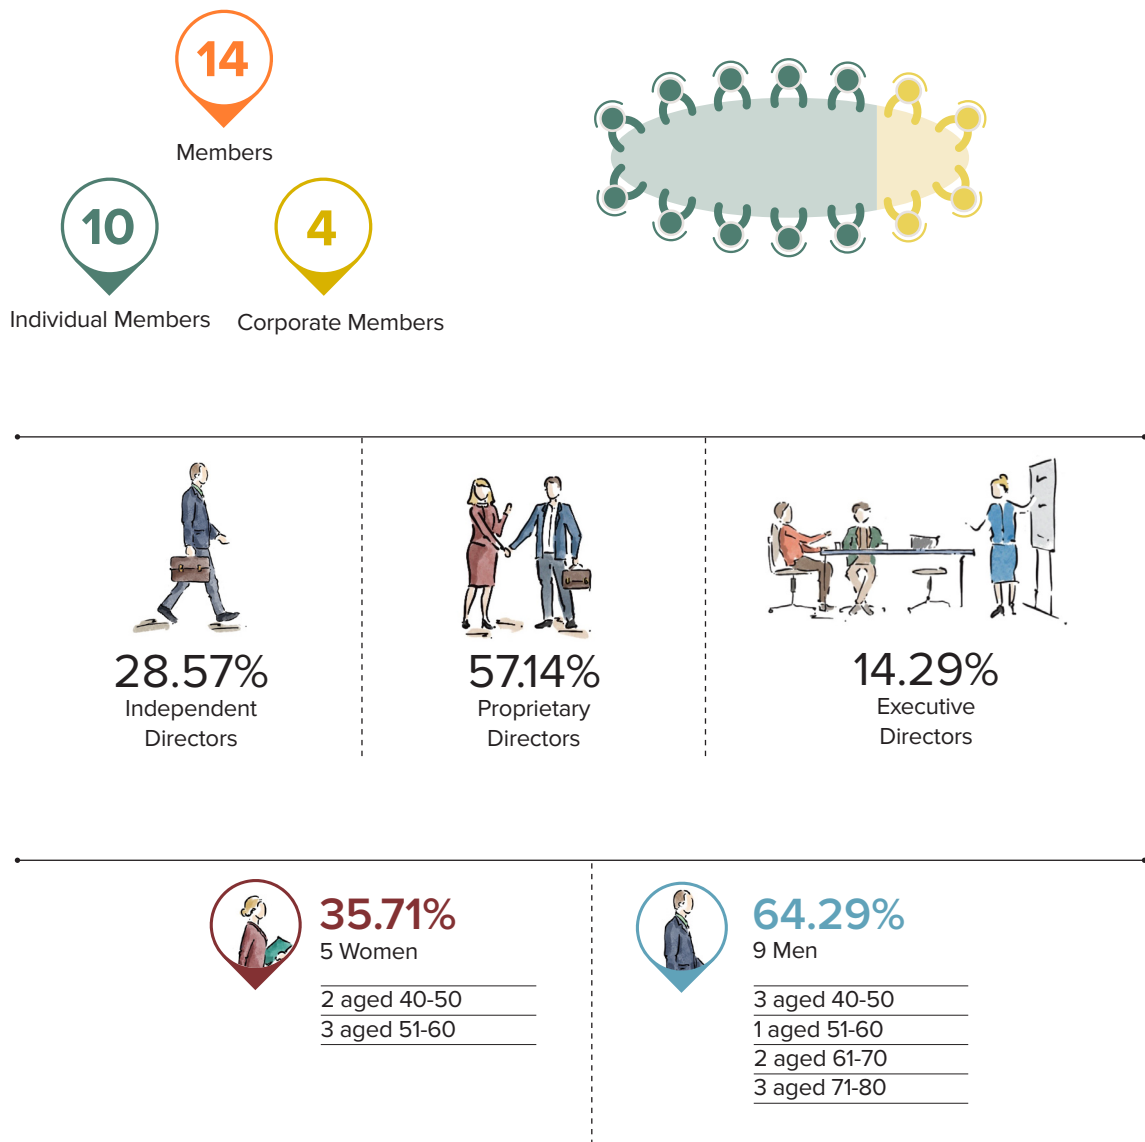 14
Members
10
Individual Members
4
Corporate Members
28.57%
Independent
Directors
57.14%
Proprietary
Directors
14.29%
Executive
Directors
35.71%
5 Women
2 aged 40-50
3 aged 51-60
64.29%
9 Men
3 aged 40-50
1 aged 51-60
2 aged 61-70
3 aged 71-80